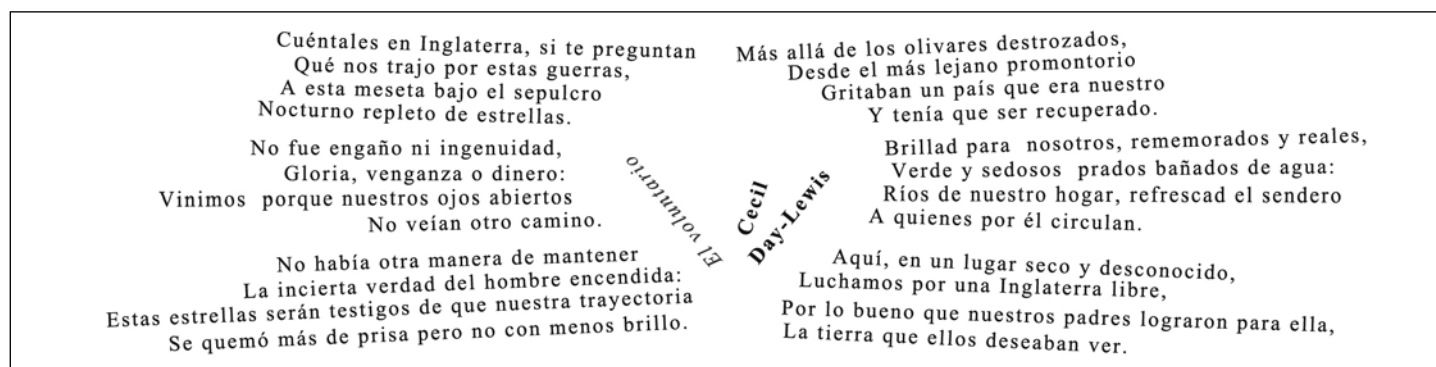 Cuéntales en Inglaterra, si te preguntan
Qué nos trajo por estas guerras,
A esta meseta bajo el sepulcro
Nocturno repleto de estrellas.
No fue engaño ni ingenuidad,
Gloria, venganza o dinero:
Vinimos porque nuestros ojos abiertos
No veían otro camino.
No había otra manera de mantener
La incierta verdad del hombre encendida:
Estas estrellas serán testigos de que nuestra trayectoria
Se quemó más de prisa pero no con menos brillo.
El voluntario
Cecil
Day-Lewis
Más allá de los olivares destrozados,
Desde el más lejano promontorio
Gritaban un país que era nuestro
Y tenía que ser recuperado.
Brillad para nosotros, rememorados y reales,
Verde y sedosos prados bañados de agua:
Ríos de nuestro hogar, refrescad el sendero
A quienes por él circulan.
Aquí, en un lugar seco y desconocido,
Luchamos por una Inglaterra libre,
Por lo bueno que nuestros padres lograron para ella,
La tierra que ellos deseaban ver.